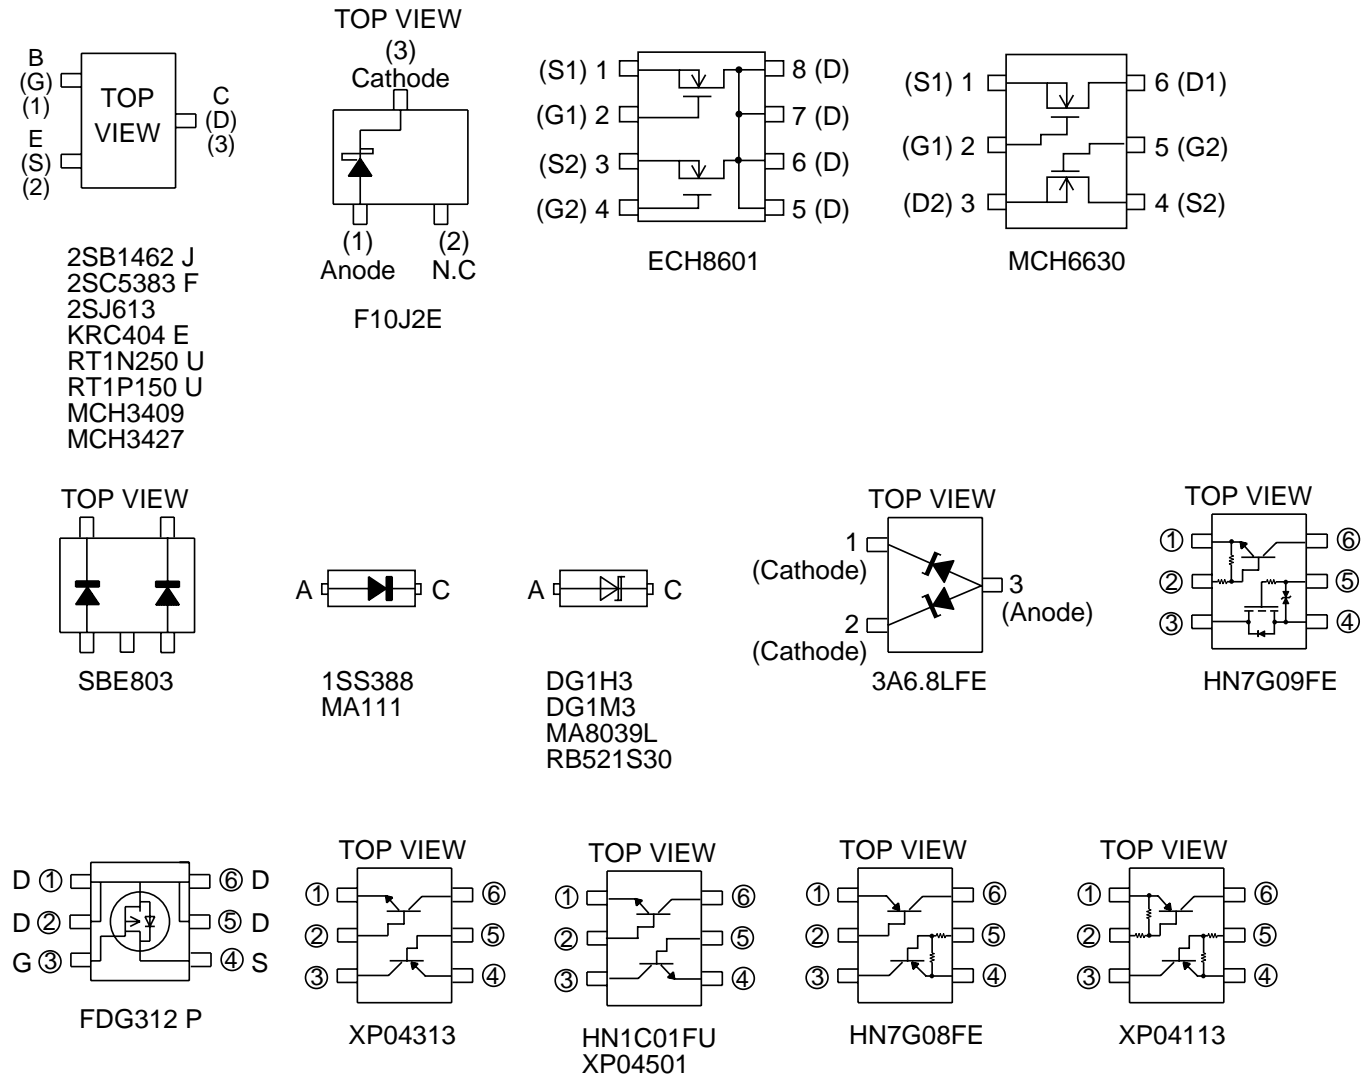 B
(G)
(1)
E
(S)
(2)
TOP
VIEW
C
(D)
(3)
2SB1462 J
2SC5383 F
2SJ613
KRC404 E
RT1N250 U
RT1P150 U
MCH3409
MCH3427
TOP VIEW
(3)
Cathode
(1)
Anode
(2)
N.C
F10J2E
(S1) 1
(G1) 2
(S2) 3
(G2) 4
8 (D)
7 (D)
6 (D)
5 (D)
ECH8601
(S1) 1
(G1) 2
(D2) 3
6 (D1)
5 (G2)
4 (S2)
MCH6630
TOP VIEW
SBE803
A
C
1SS388
MA111
A
C
DG1H3
DG1M3
MA8039L
RB521S30
TOP VIEW
1
(Cathode)
2
(Cathode)
3
(Anode)
3A6.8LFE
TOP VIEW
①
②
③
⑥
⑤
④
HN7G09FE
D ①
D ②
G ③
⑥ D
⑤ D
④ S
FDG312 P
TOP VIEW
①
②
③
⑥
⑤
④
XP04313
TOP VIEW
①
②
③
⑥
⑤
④
HN1C01FU
XP04501
TOP VIEW
①
②
③
⑥
⑤
④
HN7G08FE
TOP VIEW
①
②
③
⑥
⑤
④
XP04113